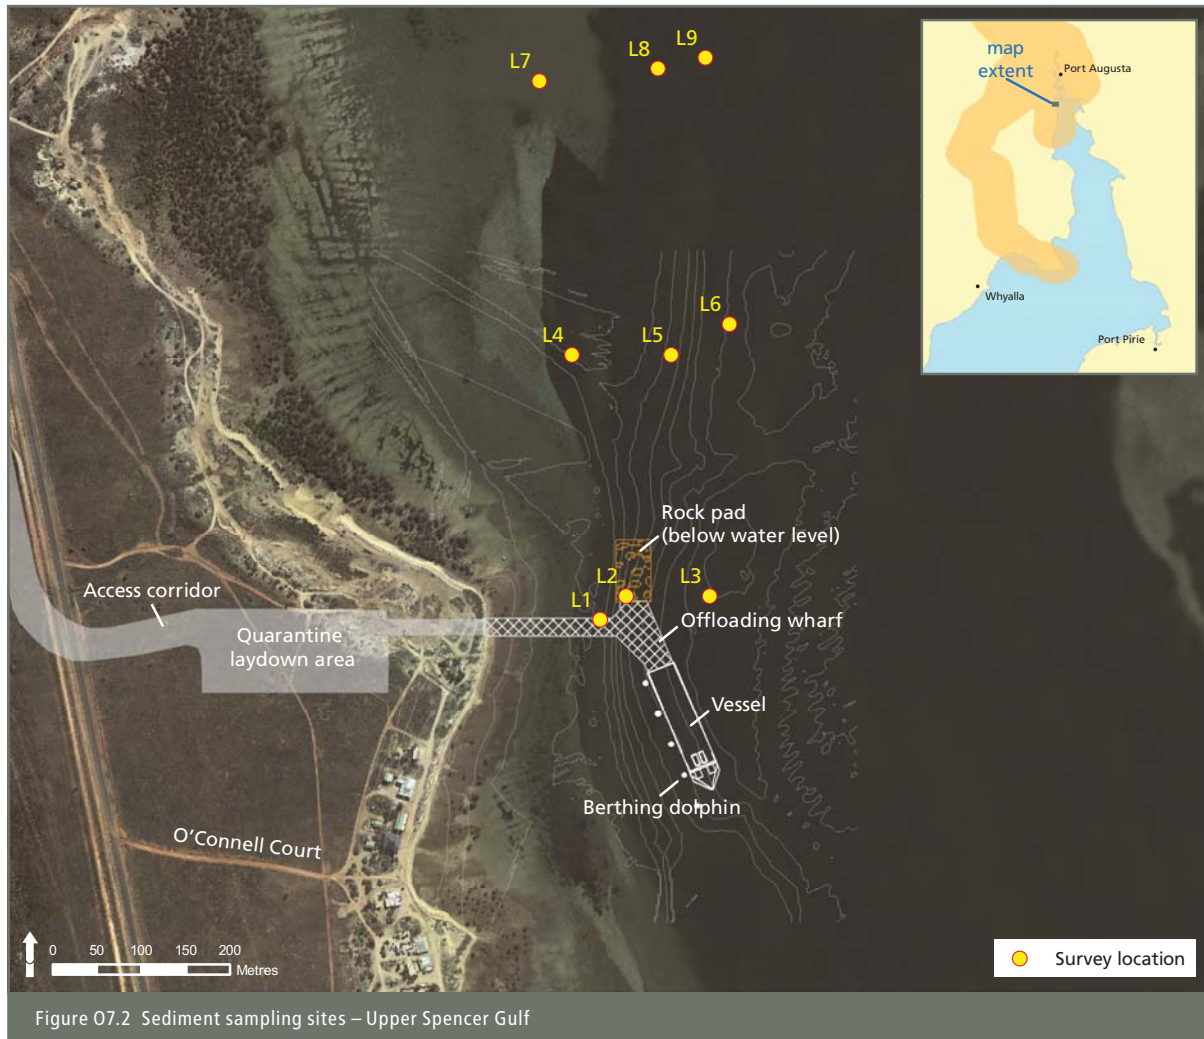 L7
L8
L9
map
extent
Port Augusta
Whyalla
Port Pirie
L4
L5
L6
Rock pad
(below water level)
L1
L2
L3
Offloading wharf
Access corridor
Quarantine
laydown area
Vessel
Berthing dolphin
O'Connell Court
0 50 100 150 200
Metres
Survey location
Figure O7.2 Sediment sampling sites – Upper Spencer Gulf